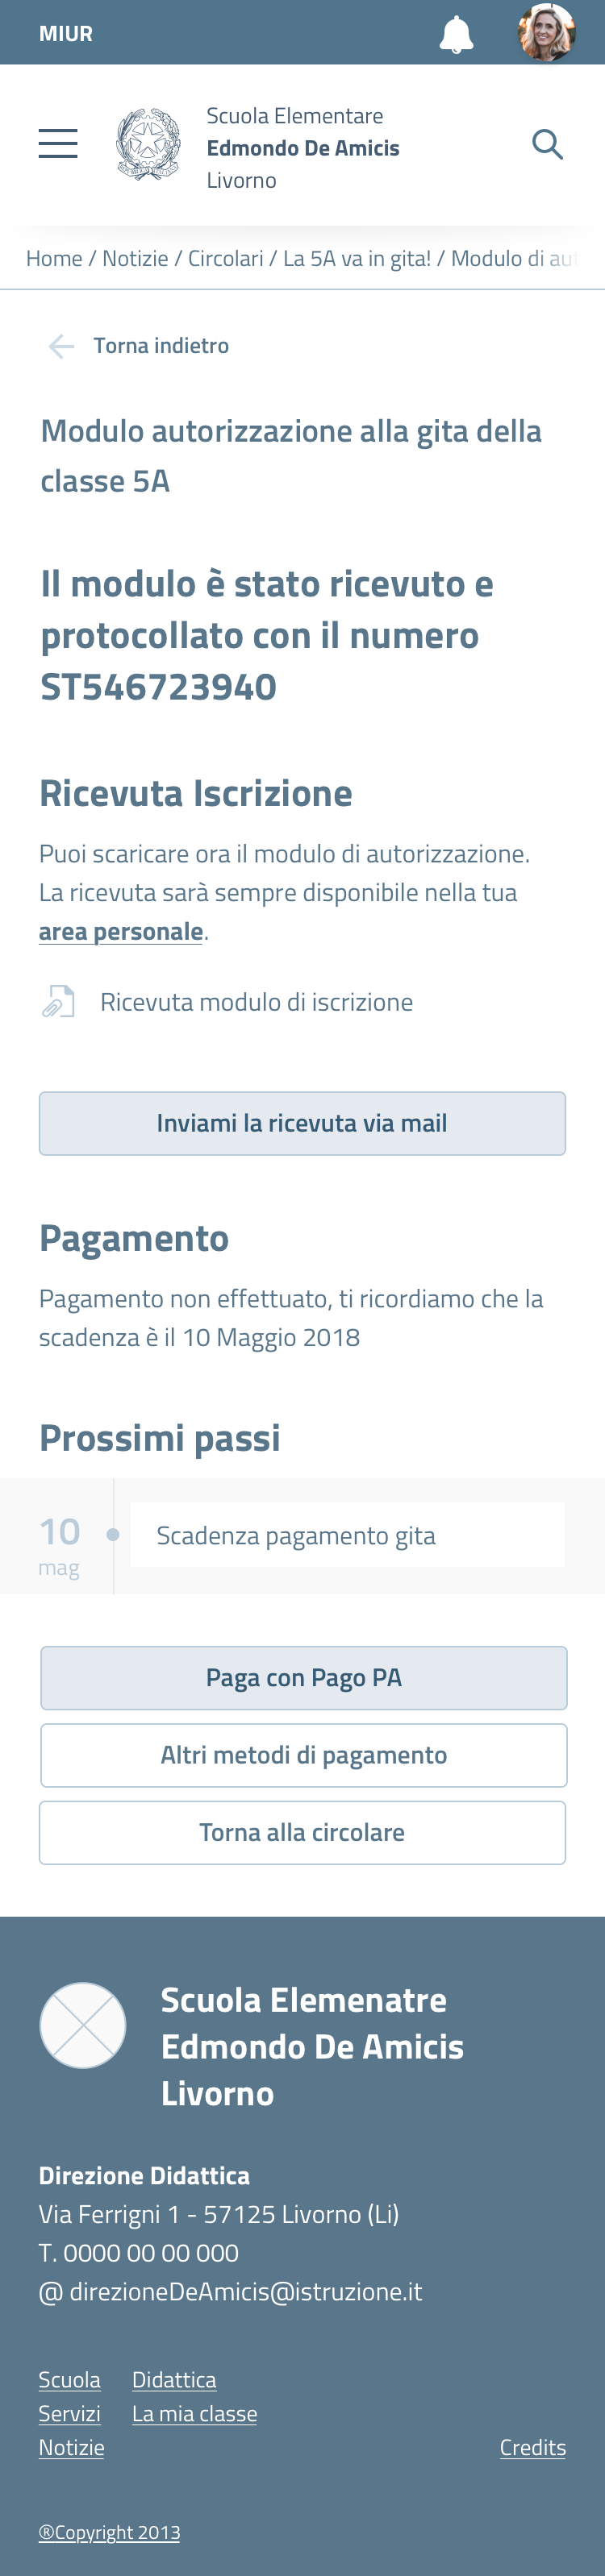 MIUR
Scuola Elementare
Edmondo De Amicis
Livorno
Home / Notizie / Circolari / La 5A va in gita! / Modulo di aut
Torna indietro
Modulo autorizzazione alla gita della
classe 5A
Il modulo è stato ricevuto e
protocollato con il numero
ST546723940
Ricevuta Iscrizione
Puoi scaricare ora il modulo di autorizzazione.
La ricevuta sarà sempre disponibile nella tua
area personale.
Ricevuta modulo di iscrizione
Inviami la ricevuta via mail
Pagamento
Pagamento non effettuato, ti ricordiamo che la
scadenza è il 10 Maggio 2018
Prossimi passi
10
mag
Scadenza pagamento gita
Paga con Pago PA
Altri metodi di pagamento
Torna alla circolare
Scuola Elemenatre
Edmondo De Amicis
Livorno
Direzione Didattica
Via Ferrigni 1 - 57125 Livorno (Li)
T. 0000 00 00 000
@ direzioneDeAmicis@istruzione.it
Scuola Didattica
Servizi La mia classe
Notizie Credits
®Copyright 2013